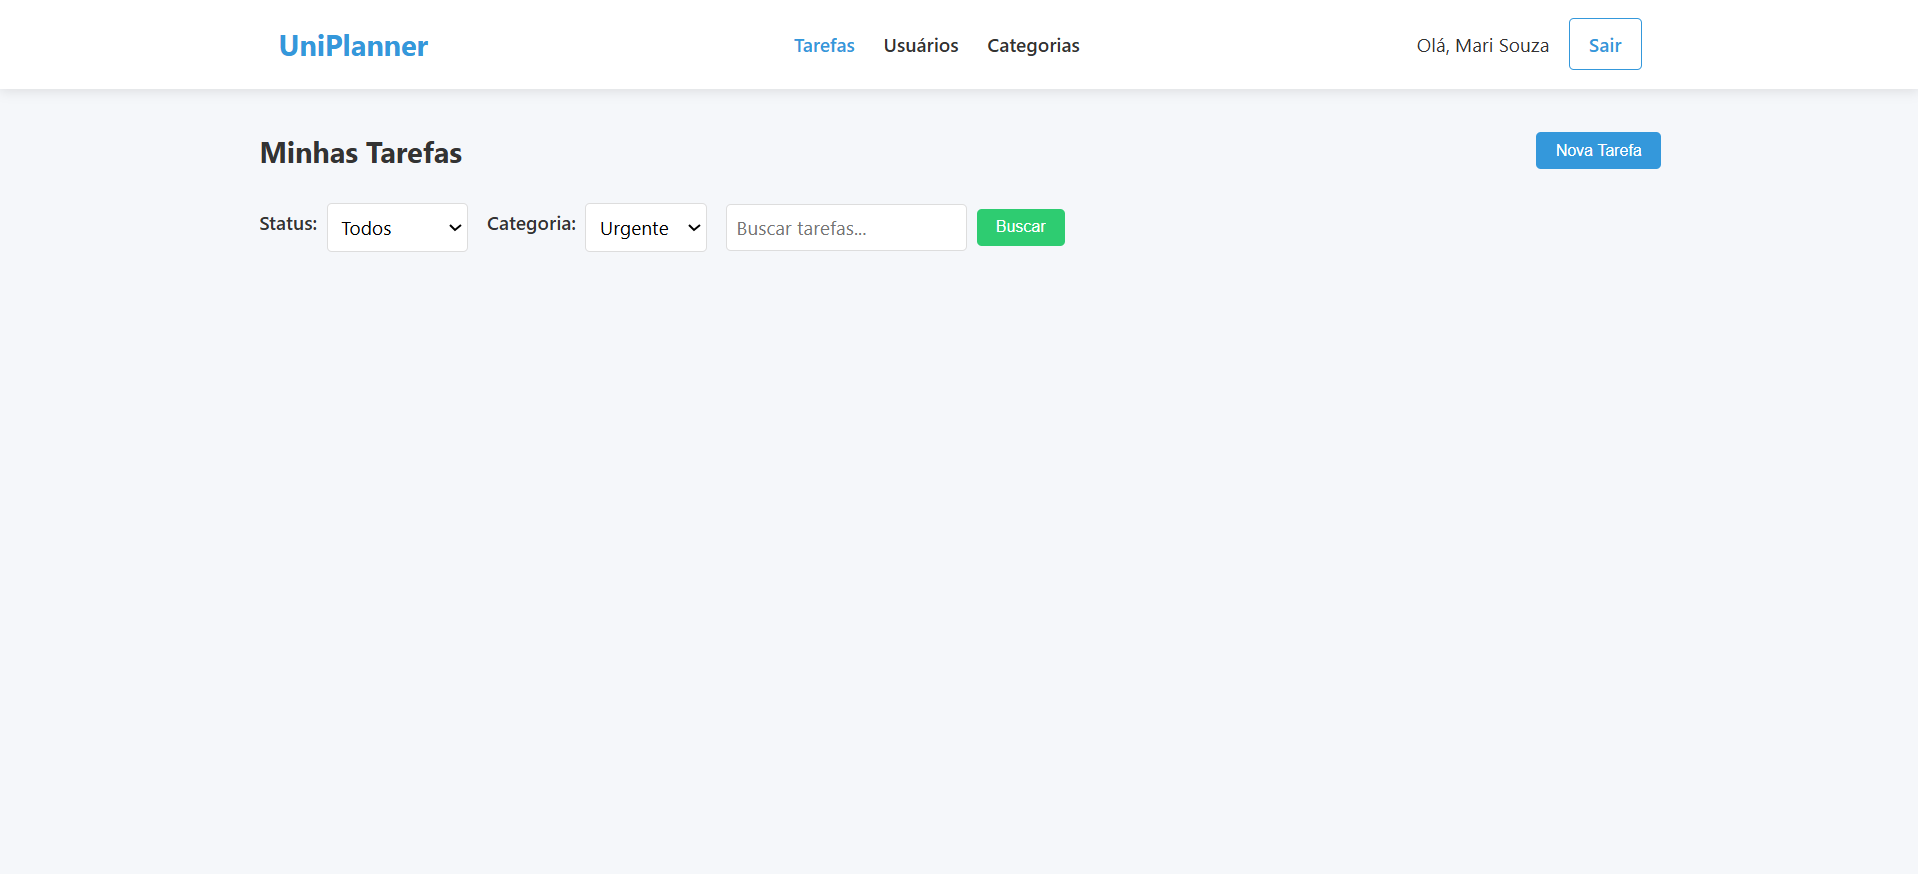 UniPlanner
Tarefas Usuários Categorias
Olá, Mari Souza
Sair
Minhas Tarefas
Nova Tarefa
Status: Todos Categoria: Urgente Buscar tarefas... Buscar